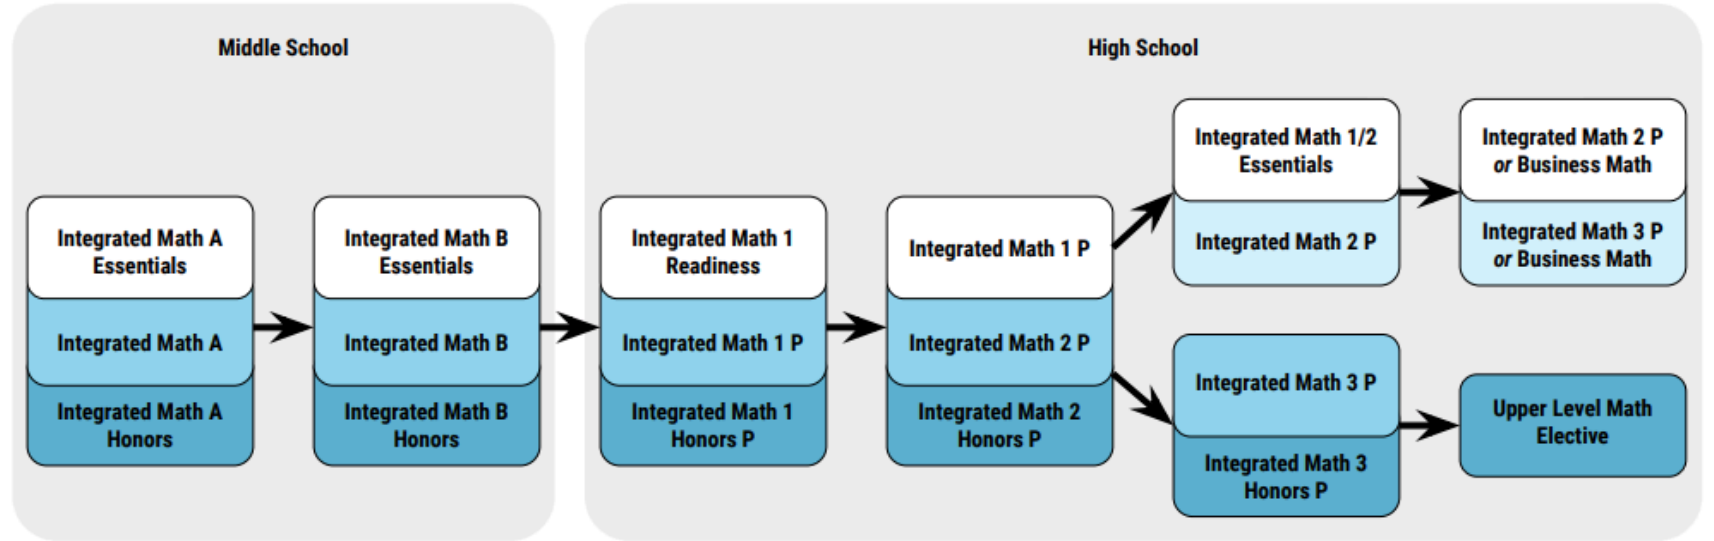 Middle School
High School
Integrated Math A
Essentials
Integrated Math A
Integrated Math A
Honors
Integrated Math B
Essentials
Integrated Math B
Integrated Math B
Honors
Integrated Math 1
Readiness
Integrated Math 1 P
Integrated Math 1
Honors P
Integrated Math 1 P
Integrated Math 2 P
Integrated Math 2
Honors P
Integrated Math 1/2
Essentials
Integrated Math 2 P
Integrated Math 3 P
Integrated Math 3
Honors P
Integrated Math 2 P
or Business Math
Integrated Math 3 P
or Business Math
Upper Level Math
Elective